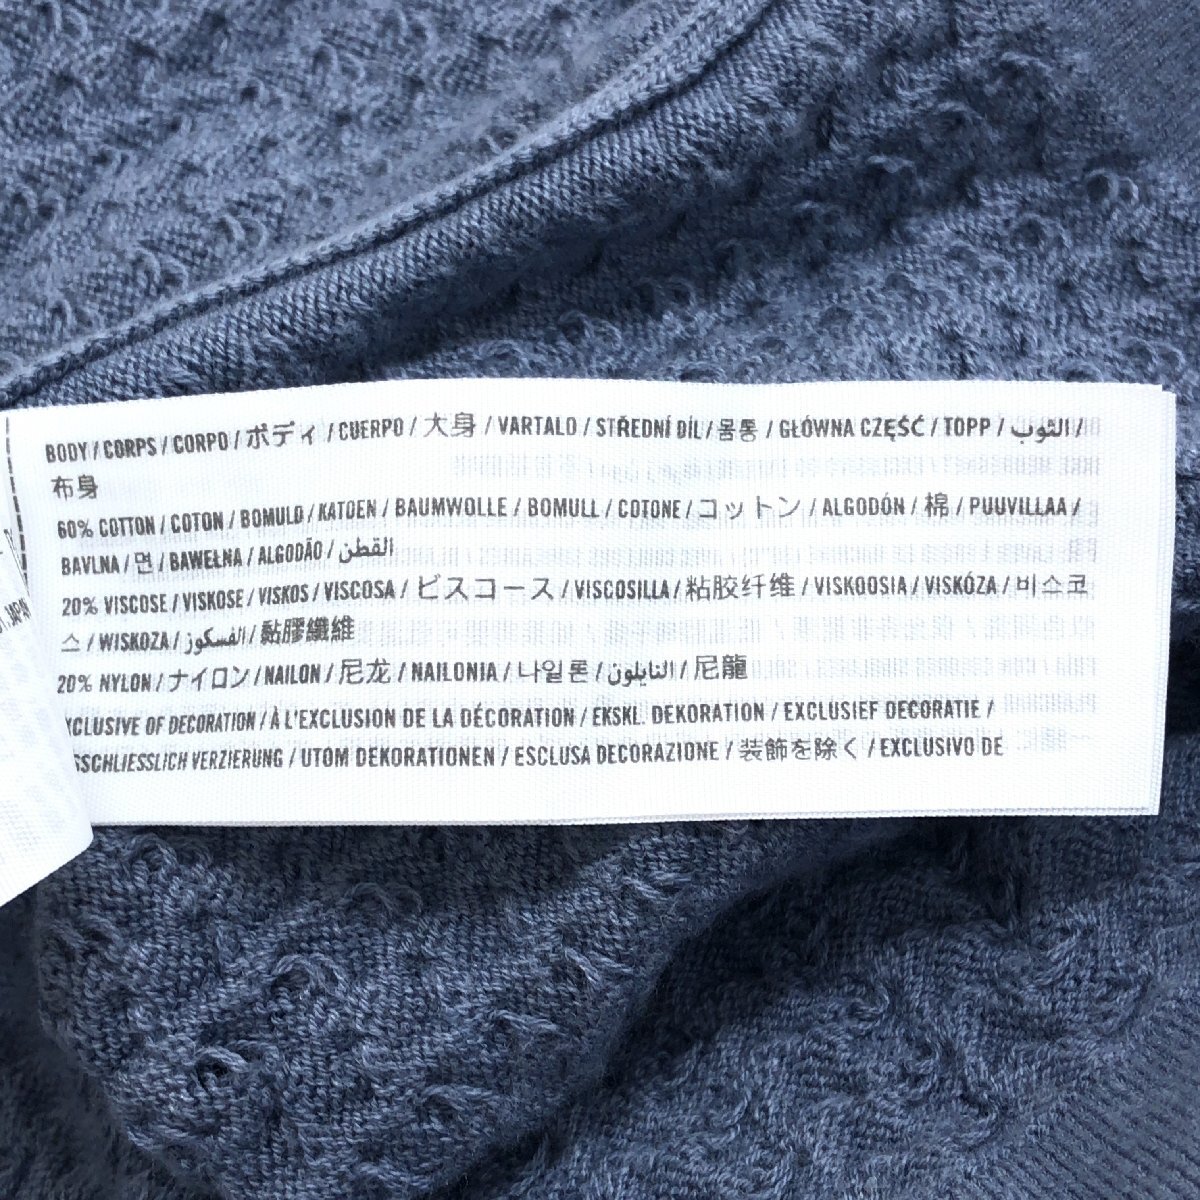 BODY / CORPS / CORPO / ボディ / CUERPO / 大身 / VARTALO / STŘEDNÍ DÍL / 몸통 / GŁÓWNA CZĘŚĆ / TOPP / الثوب /
布身
60% COTTON / COTON / BOMULD / KATOEN / BAUMWOLLE / BOMULL / COTONE / コットン / ALGODÓN / 棉 / PUUVILLAA /
BAVLNA / 면 / BAWEŁNA / ALGODÃO / القطن
20% VISCOSE / VISKOSE / VISKOS / VISCOSA / ビスコース / VISCOSILLA / 粘胶纤维 / VISKOOSIA / VISKÓZA / 비스코
스 / WISKOZA / الفسكوز / 黏膠纖維
20% NYLON / ナイロン / NAILON / 尼龙 / NAILONIA / 나일론 / النايلون / 尼龍
XCLUSIVE OF DECORATION / À L'EXCLUSION DE LA DÉCORATION / EKSKL. DEKORATION / EXCLUSIEF DECORATIE /
SSCHLIESSLICH VERZIERUNG / UTOM DEKORATIONEN / ESCLUSA DECORAZIONE / 装飾を除く / EXCLUSIVO DE